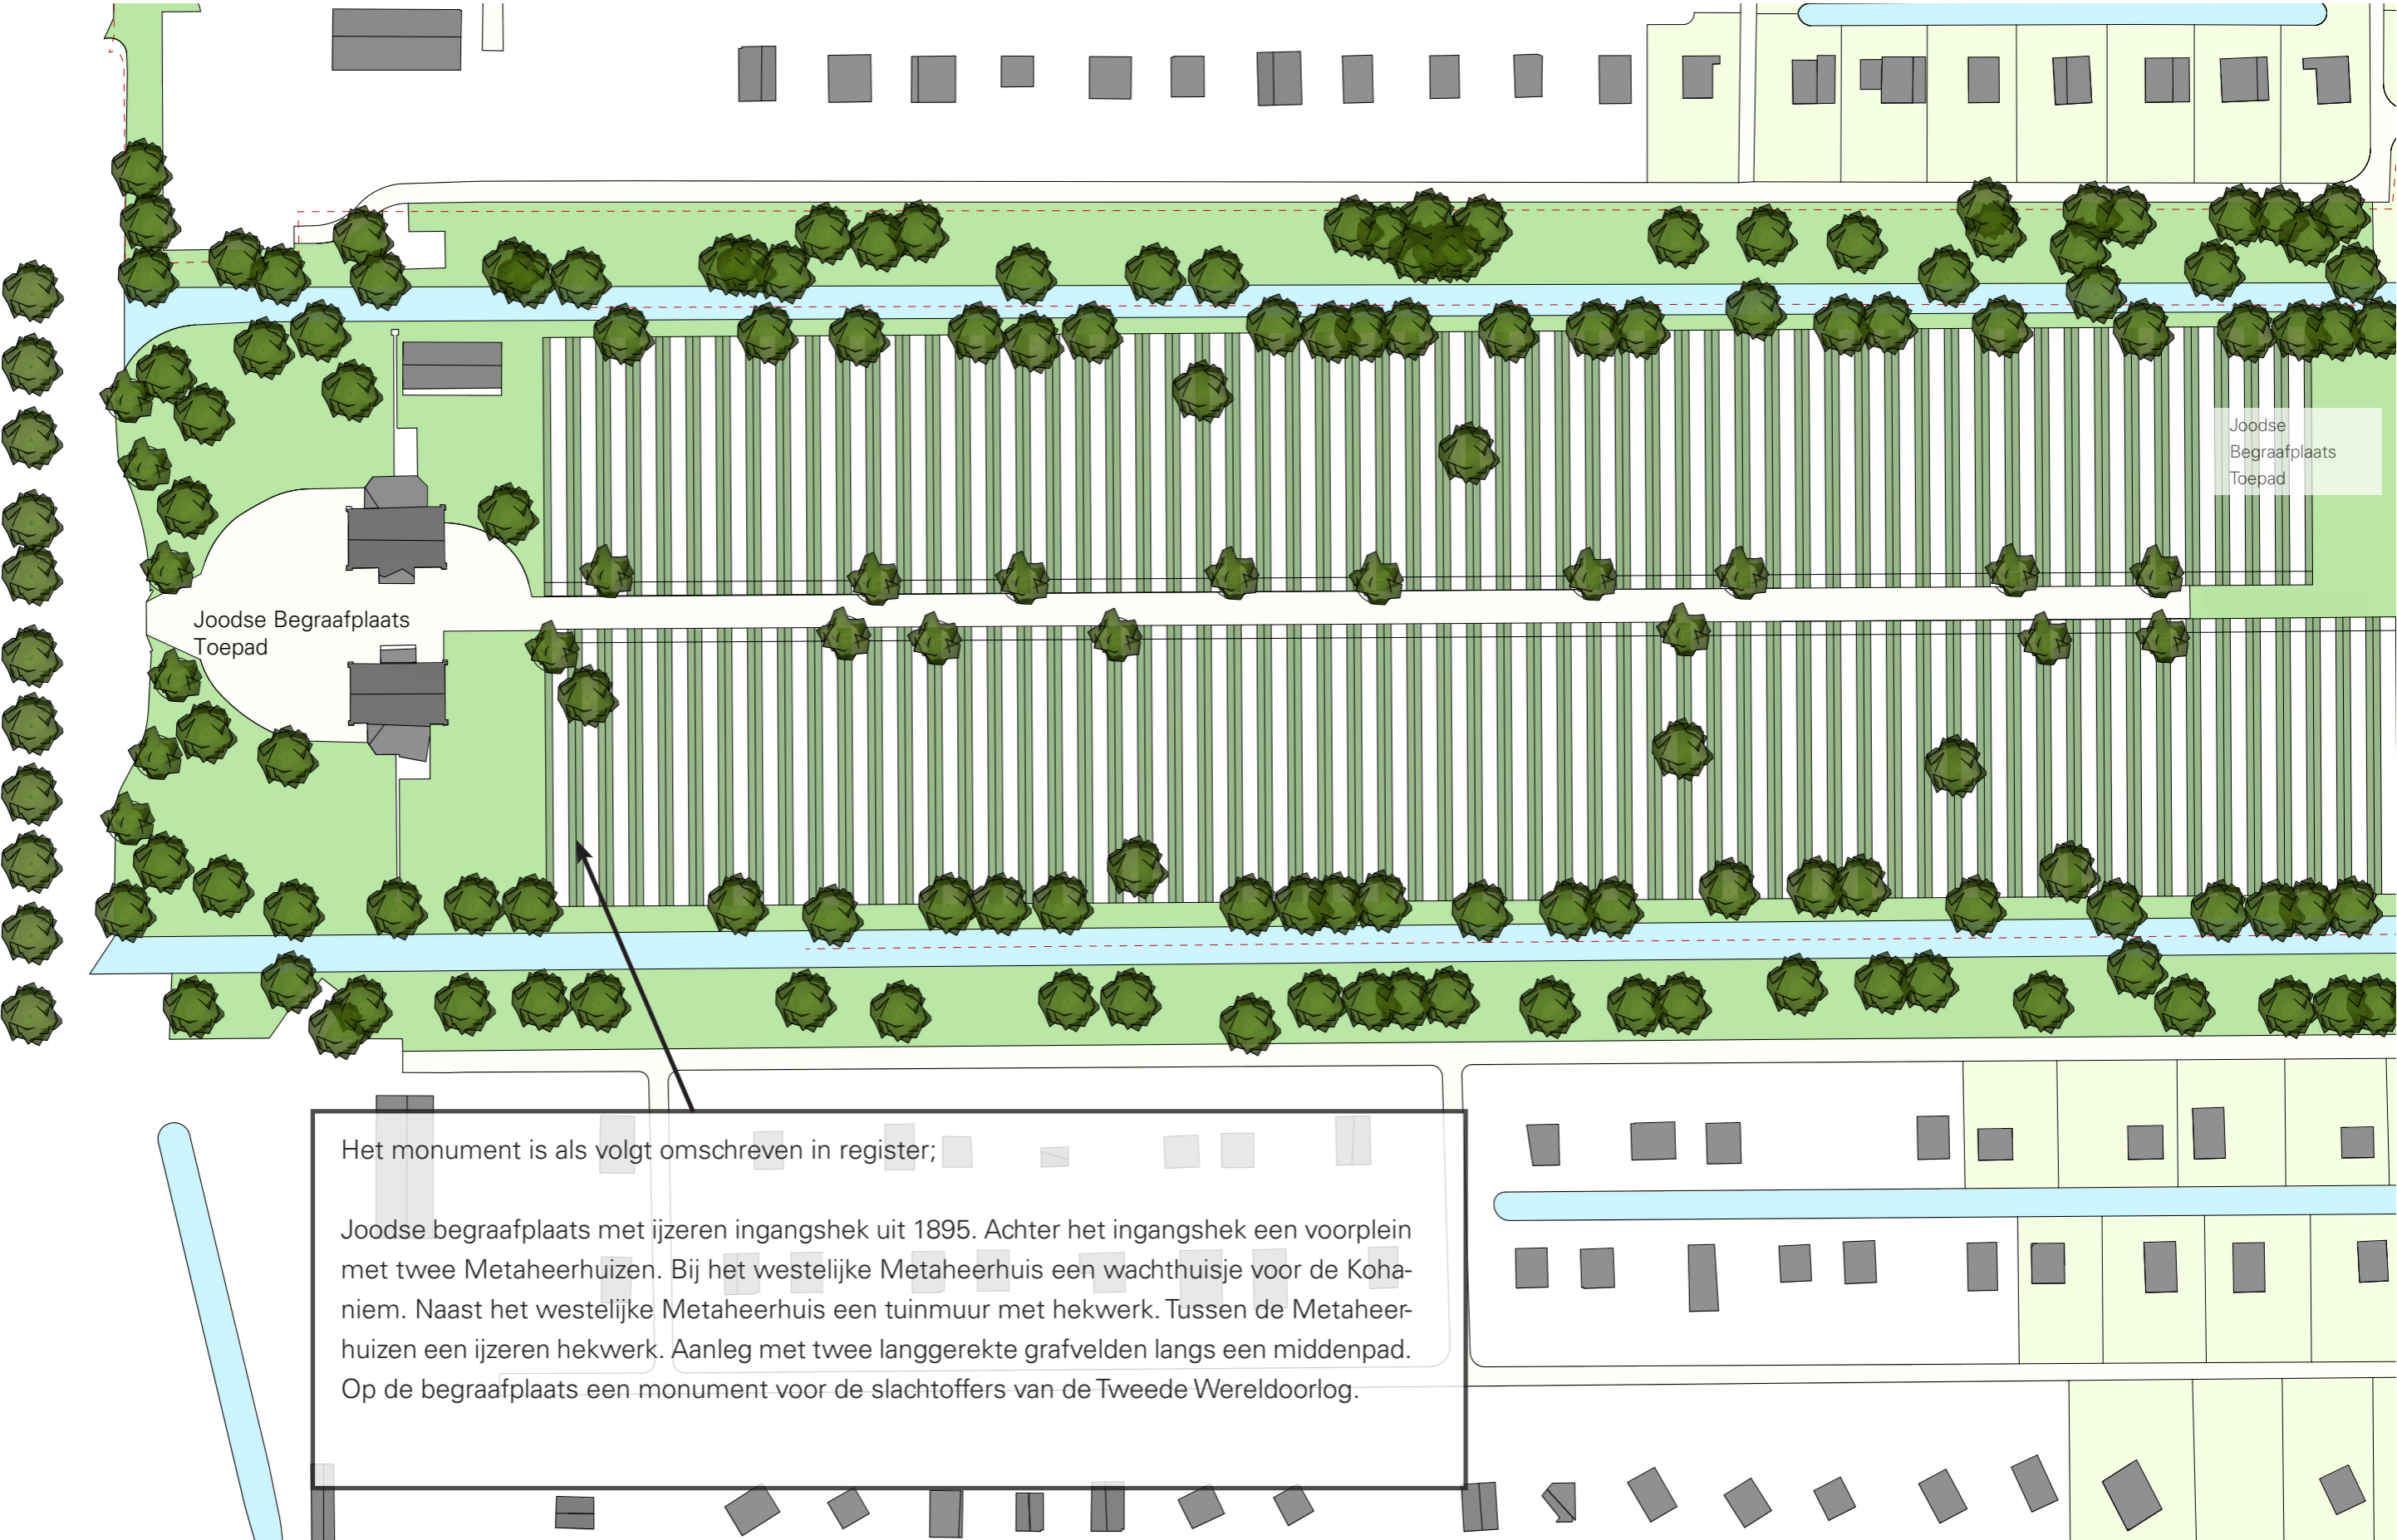 Joodse
Begraafplaats
Toepad
Joodse Begraafplaats
Toepad
Het monument is als volgt omschreven in register;
Joodse begraafplaats met ijzeren ingangshek uit 1895. Achter het ingangshek een voorplein
met twee Metaheerhuizen. Bij het westelijke Metaheerhuis een wachthuisje voor de Koha-
niem. Naast het westelijke Metaheerhuis een tuinmuur met hekwerk. Tussen de Metaheer-
huizen een ijzeren hekwerk. Aanleg met twee langgerekte grafvelden langs een middenpad.
Op de begraafplaats een monument voor de slachtoffers van de Tweede Wereldoorlog.